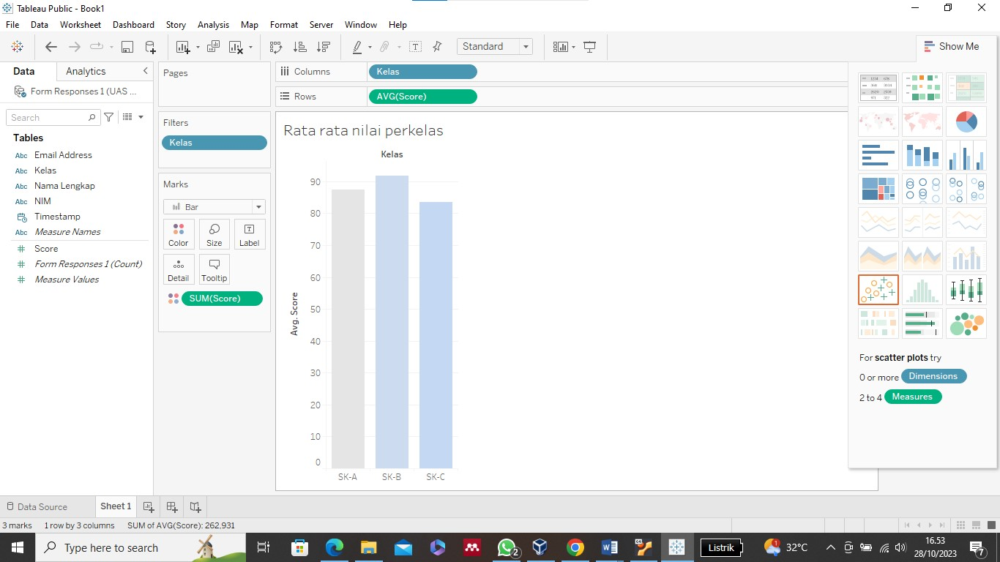 Tableau Public - Book1
File Data Worksheet Dashboard Story Analysis Map Format Server Window Help
Standard
Show Me
Data Analytics
Form Responses 1 (UAS ...
Search
Tables
Abc Email Address
Abc Kelas
Abc Nama Lengkap
Abc NIM
Timestamp
Abc Measure Names
# Score
# Form Responses 1 (Count)
# Measure Values
Pages
Filters
Kelas
Marks
Bar
Color Size Label
Detail Tooltip
SUM(Score)
Columns Kelas
Rows AVG(Score)
Rata rata nilai perkelas
Kelas
Avg. Score
90
80
70
60
50
40
30
20
10
0
SK-A SK-B SK-C
For scatter plots try
0 or more Dimensions
2 to 4 Measures
Data Source Sheet 1
3 marks 1 row by 3 columns SUM of AVG(Score): 262.931
Type here to search
2
Listrik
1
32°C
16.53
28/10/2023
7